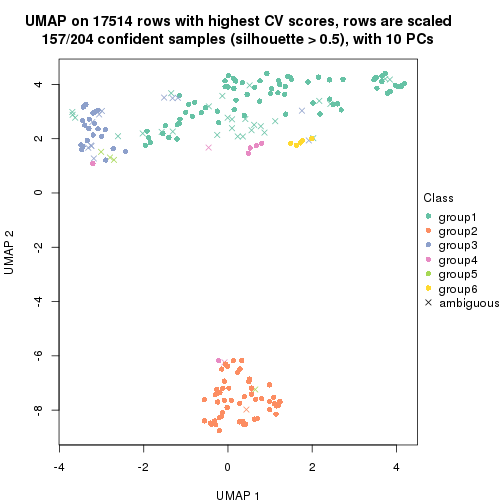 UMAP on 17514 rows with highest CV scores, rows are scaled
157/204 confident samples (silhouette > 0.5), with 10 PCs
4
2
0
-2
-4
-6
-8
UMAP 2
-4
-2
0
2
4
UMAP 1
Class
group1
group2
group3
group4
group5
group6
ambiguous